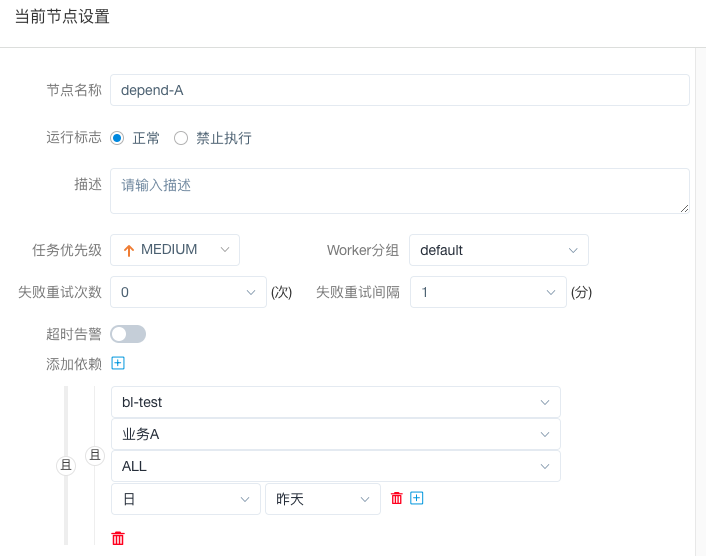 当前节点设置
节点名称 depend-A
运行标志 正常 禁止执行
描述 请输入描述
任务优先级 MEDIUM Worker分组 default
失败重试次数 0 (次) 失败重试间隔 1 (分)
超时告警
添加依赖
bl-test
业务A
且 且
ALL
日 昨天